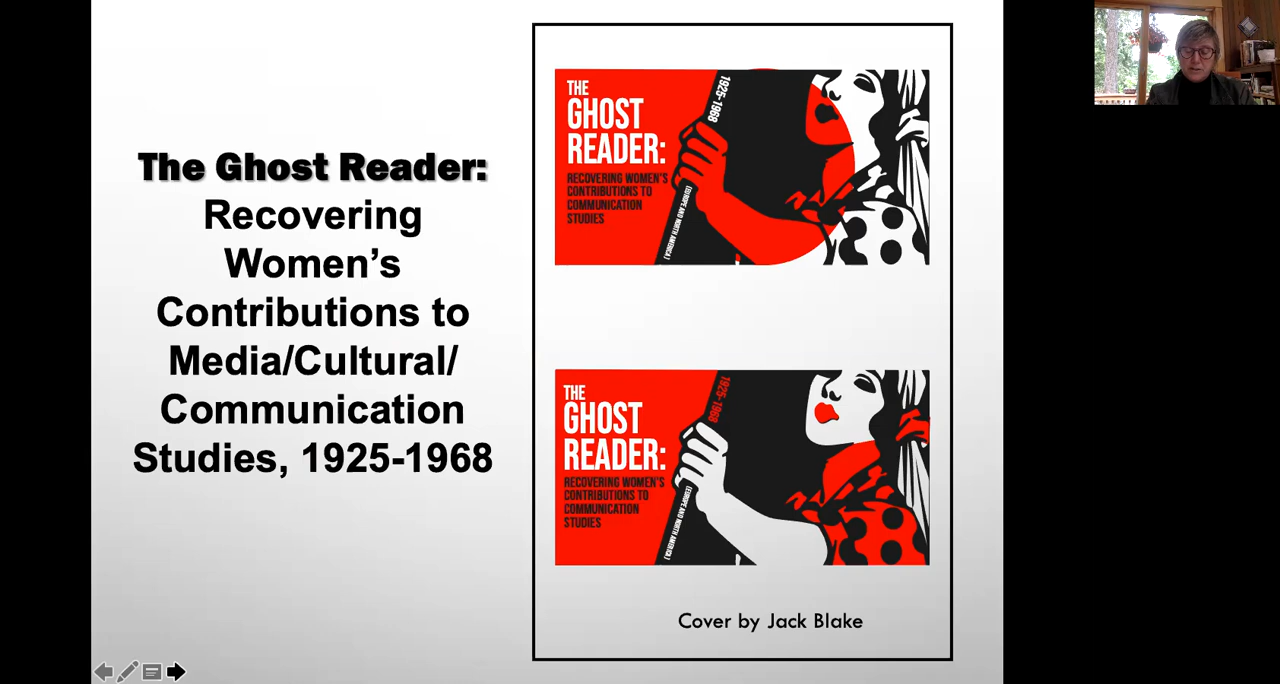 The Ghost Reader:
Recovering
Women’s
Contributions to
Media/Cultural/
Communication
Studies, 1925-1968
THE
GHOST
READER:
RECOVERING WOMEN'S
CONTRIBUTIONS TO
COMMUNICATION
STUDIES
1925-1968
[EUROPE AND NORTH AMERICA]
THE
GHOST
READER:
RECOVERING WOMEN'S
CONTRIBUTIONS TO
COMMUNICATION
STUDIES
1925-1968
[EUROPE AND NORTH AMERICA]
Cover by Jack Blake